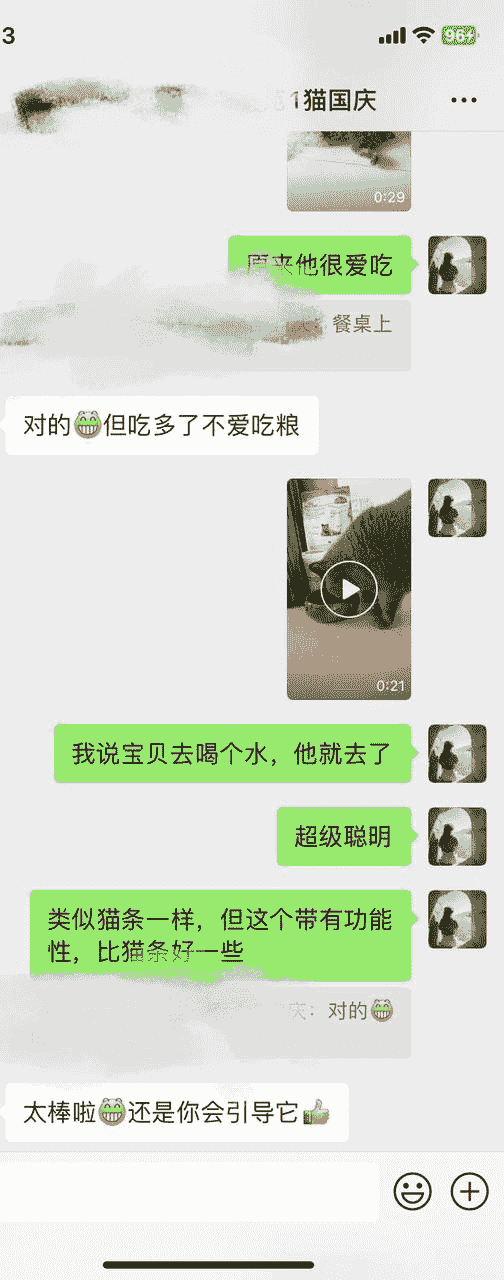 3
96
1猫国庆
0:29
原来他很爱吃
餐桌上
对的😁但吃多了不爱吃粮
0:21
我说宝贝去喝个水，他就去了
超级聪明
类似猫条一样，但这个带有功能
性，比猫条好一些
庆：对的😁
太棒啦😁还是你会引导它👍